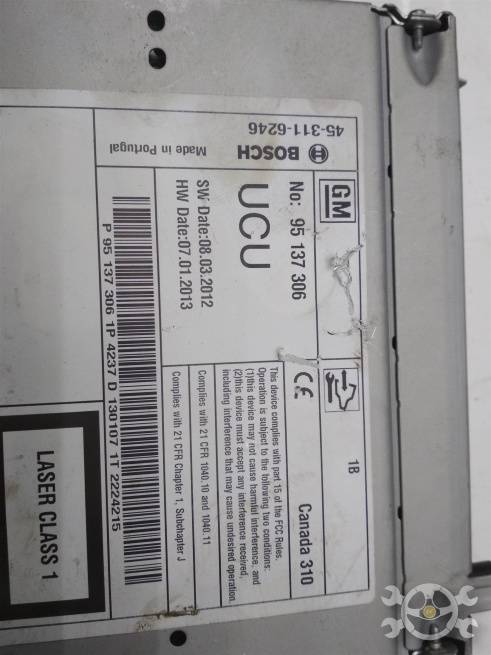 GM
No: 95 137 306
UCU
SW Date:08.03.2012
HW Date:07.01.2013
P 95 137 306 1P 4237 D 130107 1T 2224215
BOSCH
Made in Portugal
45-311-6246
1B
CE
Canada 310
This device complies with part 15 of the FCC Rules.
Operation is subject to the following two conditions:
(1)this device may not cause harmful interference, and
(2)this device must accept any interference received,
including interference that may cause undesired operation.
Complies with 21 CFR 1040.10 and 1040.11
Complies with 21 CFR Chapter 1, Subchapter J
LASER CLASS 1